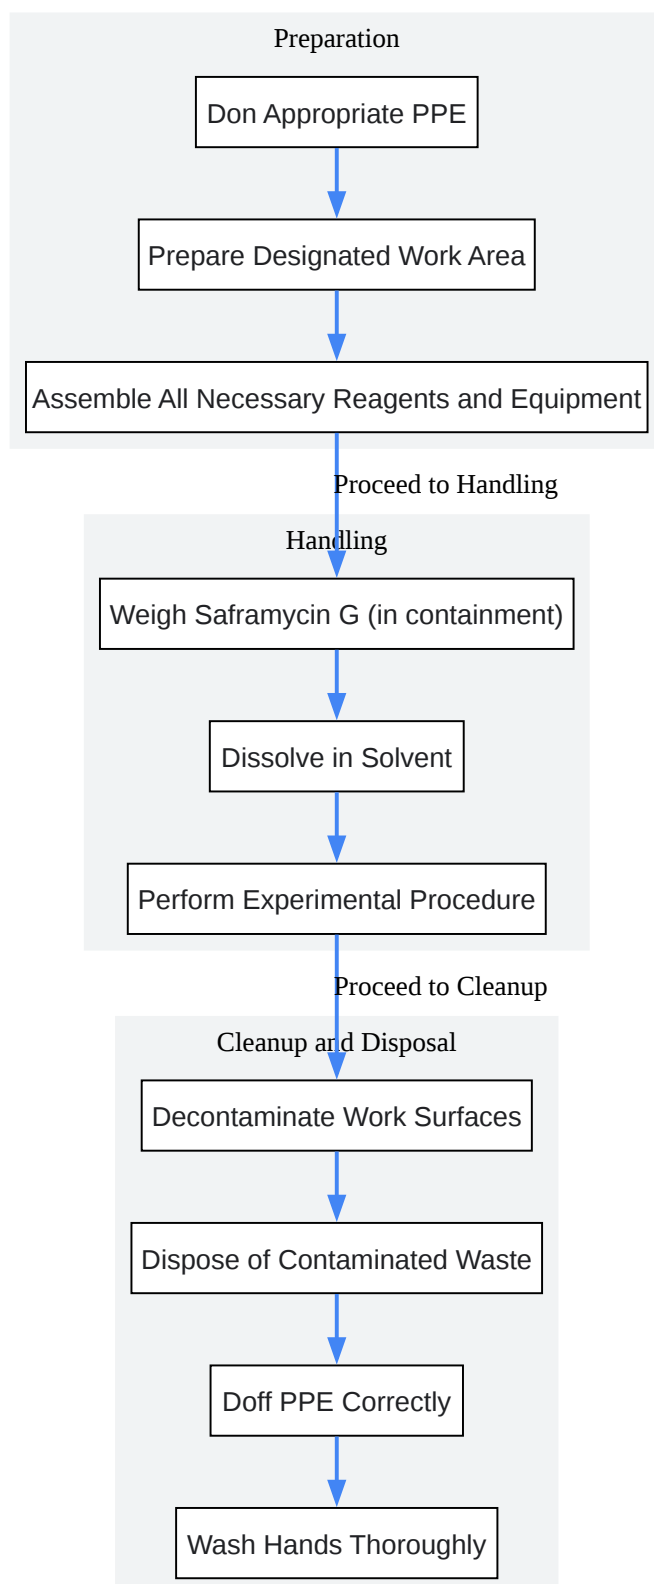 Preparation
Don Appropriate PPE
Prepare Designated Work Area
Assemble All Necessary Reagents and Equipment
Proceed to Handling
Handling
Weigh Saframycin G (in containment)
Dissolve in Solvent
Perform Experimental Procedure
Proceed to Cleanup
Cleanup and Disposal
Decontaminate Work Surfaces
Dispose of Contaminated Waste
Doff PPE Correctly
Wash Hands Thoroughly